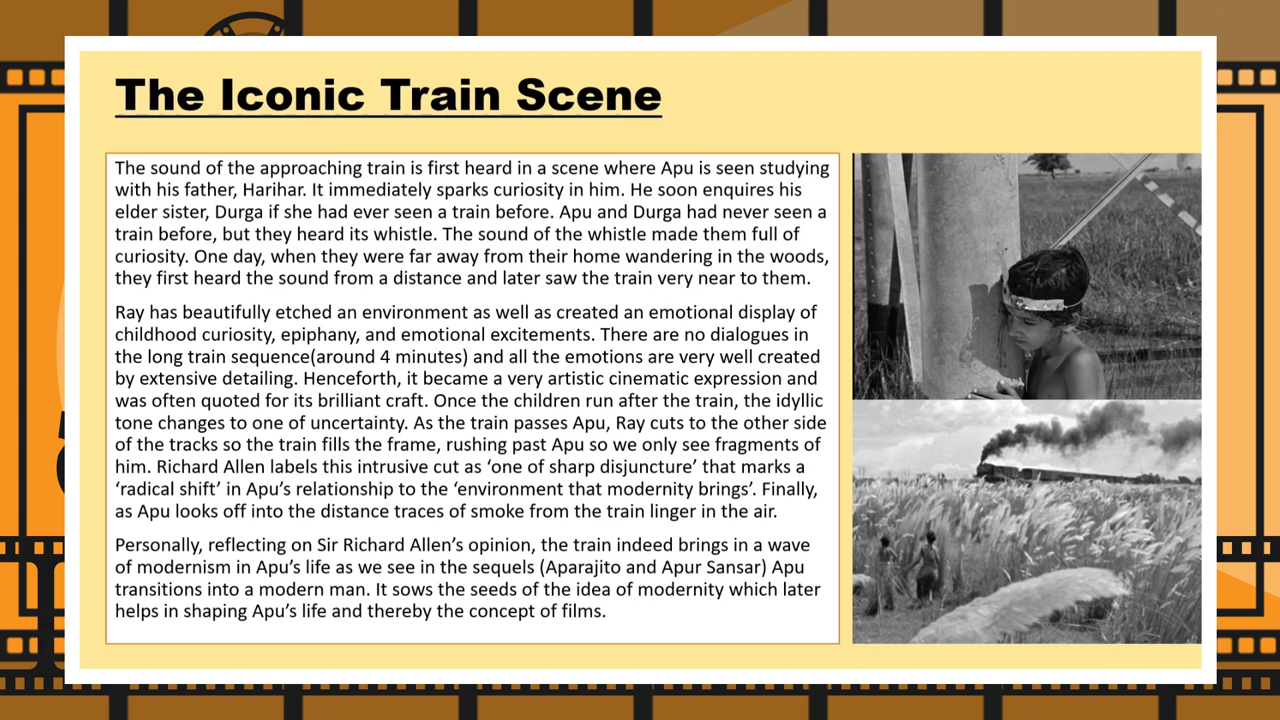 The Iconic Train Scene
The sound of the approaching train is first heard in a scene where Apu is seen studying
with his father, Harihar. It immediately sparks curiosity in him. He soon enquires his
elder sister, Durga if she had ever seen a train before. Apu and Durga had never seen a
train before, but they heard its whistle. The sound of the whistle made them full of
curiosity. One day, when they were far away from their home wandering in the woods,
they first heard the sound from a distance and later saw the train very near to them.
Ray has beautifully etched an environment as well as created an emotional display of
childhood curiosity, epiphany, and emotional excitements. There are no dialogues in
the long train sequence(around 4 minutes) and all the emotions are very well created
by extensive detailing. Henceforth, it became a very artistic cinematic expression and
was often quoted for its brilliant craft. Once the children run after the train, the idyllic
tone changes to one of uncertainty. As the train passes Apu, Ray cuts to the other side
of the tracks so the train fills the frame, rushing past Apu so we only see fragments of
him. Richard Allen labels this intrusive cut as ‘one of sharp disjuncture’ that marks a
‘radical shift’ in Apu’s relationship to the ‘environment that modernity brings’. Finally,
as Apu looks off into the distance traces of smoke from the train linger in the air.
Personally, reflecting on Sir Richard Allen’s opinion, the train indeed brings in a wave
of modernism in Apu’s life as we see in the sequels (Aparajito and Apur Sansar) Apu
transitions into a modern man. It sows the seeds of the idea of modernity which later
helps in shaping Apu’s life and thereby the concept of films.